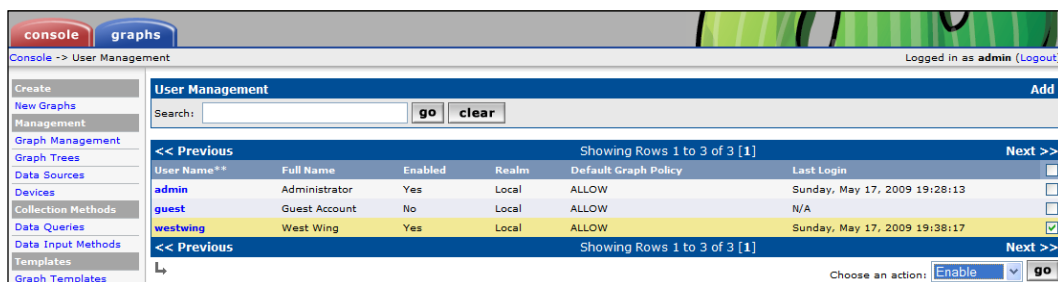 console graphs
Console -> User Management Logged in as admin (Logout)
Create
New Graphs
Management
Graph Management
Graph Trees
Data Sources
Devices
Collection Methods
Data Queries
Data Input Methods
Templates
Graph Templates
User Management Add
Search: go clear
<< Previous Showing Rows 1 to 3 of 3 [1] Next >>
User Name** Full Name Enabled Realm Default Graph Policy Last Login
admin Administrator Yes Local ALLOW Sunday, May 17, 2009 19:28:13
guest Guest Account No Local ALLOW N/A
westwing West Wing Yes Local ALLOW Sunday, May 17, 2009 19:38:17
<< Previous Showing Rows 1 to 3 of 3 [1] Next >>
Choose an action: Enable go